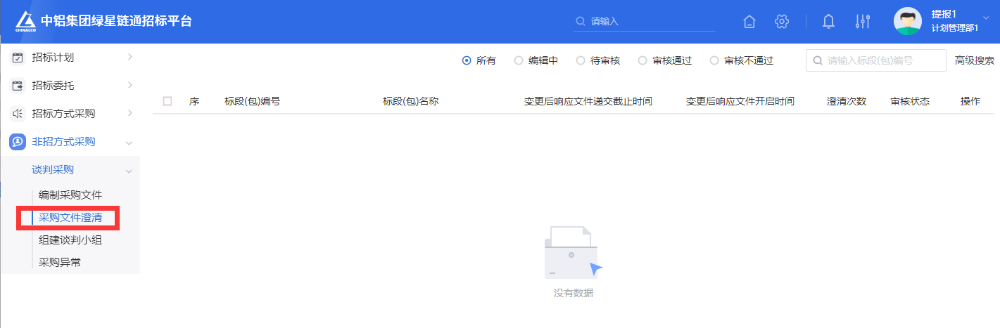 中铝集团绿星链通招标平台
CHINALCO
请输入
提报1
计划管理部1
招标计划
招标委托
招标方式采购
非招方式采购
谈判采购
编制采购文件
采购文件澄清
组建谈判小组
采购异常
所有 编辑中 待审核 审核通过 审核不通过 请输入标段(包)编号 高级搜索
序 标段(包)编号 标段(包)名称 变更后响应文件递交截止时间 变更后响应文件开启时间 澄清次数 审核状态 操作
没有数据